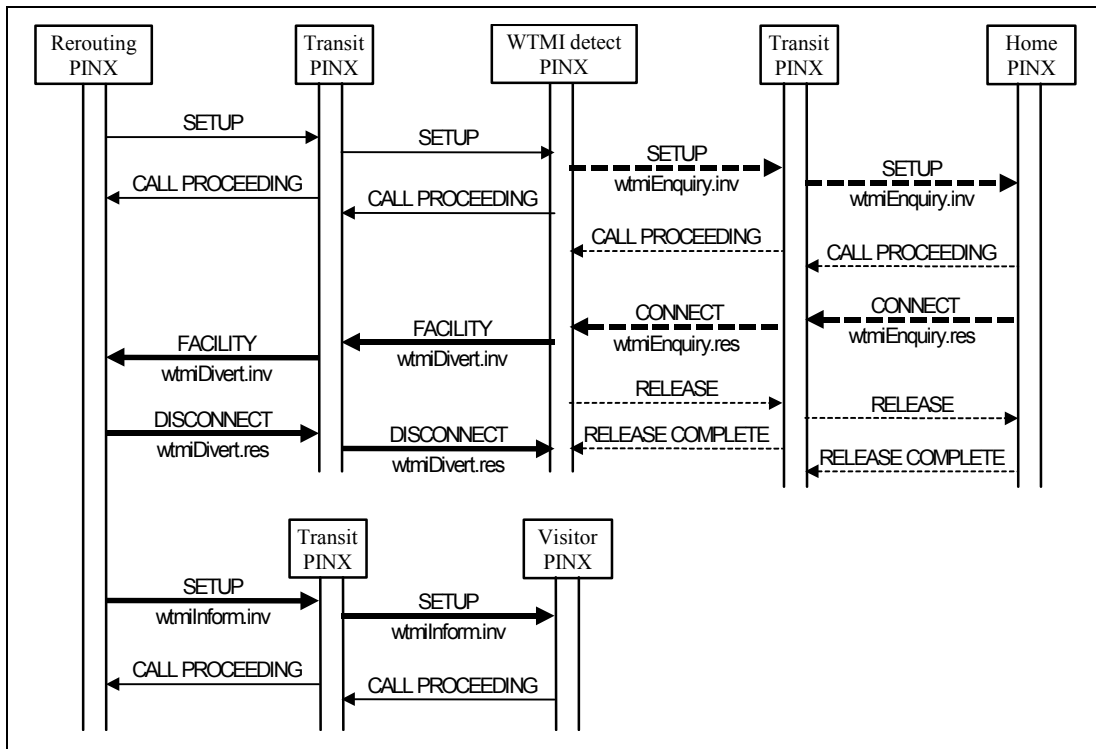 Rerouting
PINX
Transit
PINX
WTMI detect
PINX
Transit
PINX
Home
PINX
SETUP
SETUP
SETUP
wtmiEnquiry.inv
SETUP
wtmiEnquiry.inv
CALL PROCEEDING
CALL PROCEEDING
CALL PROCEEDING
CALL PROCEEDING
CONNECT
wtmiEnquiry.res
CONNECT
wtmiEnquiry.res
FACILITY
wtmiDivert.inv
FACILITY
wtmiDivert.inv
RELEASE
RELEASE
DISCONNECT
wtmiDivert.res
DISCONNECT
wtmiDivert.res
RELEASE COMPLETE
RELEASE COMPLETE
Transit
PINX
Visitor
PINX
SETUP
wtmiInform.inv
SETUP
wtmiInform.inv
CALL PROCEEDING
CALL PROCEEDING